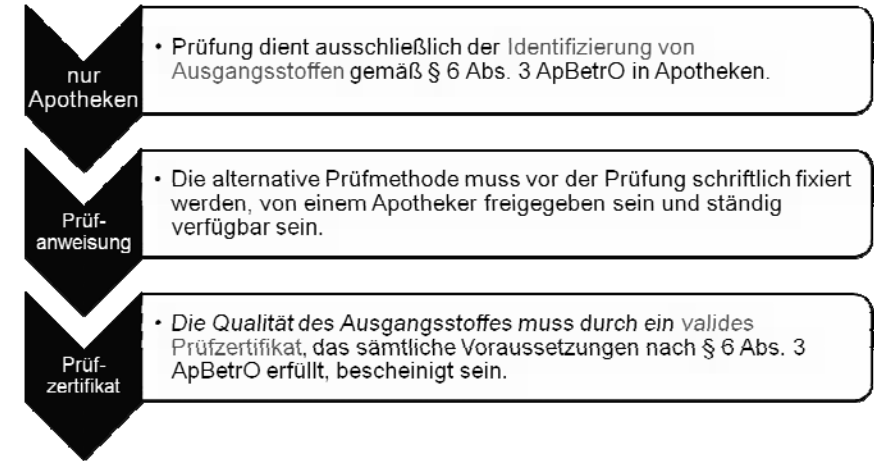 nur
Apotheken
• Prüfung dient ausschließlich der Identifizierung von
Ausgangsstoffen gemäß § 6 Abs. 3 ApBetrO in Apotheken.
Prüf-
anweisung
• Die alternative Prüfmethode muss vor der Prüfung schriftlich fixiert
werden, von einem Apotheker freigegeben sein und ständig
verfügbar sein.
Prüf-
zertifikat
• Die Qualität des Ausgangsstoffes muss durch ein valides
Prüfzertifikat, das sämtliche Voraussetzungen nach § 6 Abs. 3
ApBetrO erfüllt, bescheinigt sein.